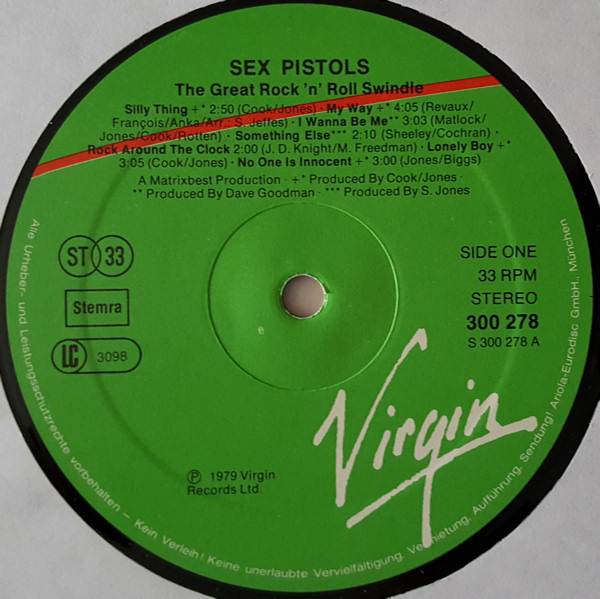 SEX PISTOLS
The Great Rock 'n' Roll Swindle
Silly Thing +* 2:50 (Cook/Jones) · My Way +* 4:05 (Revaux/
François/Anka/Arr.: S. Jeffes) · I Wanna Be Me** 3:03 (Matlock/
Jones/Cook/Rotten) · Something Else*** 2:10 (Sheeley/Cochran) ·
Rock Around The Clock 2:00 (J. D. Knight/M. Freedman) · Lonely Boy +*
3:05 (Cook/Jones) · No One Is Innocent +* 3:00 (Jones/Biggs)
A Matrixbest Production · +* Produced By Cook/Jones ·
** Produced By Dave Goodman · *** Produced By S. Jones
ST 33
Stemra
LC 3098
SIDE ONE
33 RPM
STEREO
300 278
S 300 278 A
Virgin
℗ 1979 Virgin
Records Ltd.
Alle Urheber- und Leistungsschutzrechte vorbehalten – Kein Verleih! Keine unerlaubte Vervielfältigung, Vermietung, Aufführung, Sendung! Ariola-Eurodisc GmbH., München